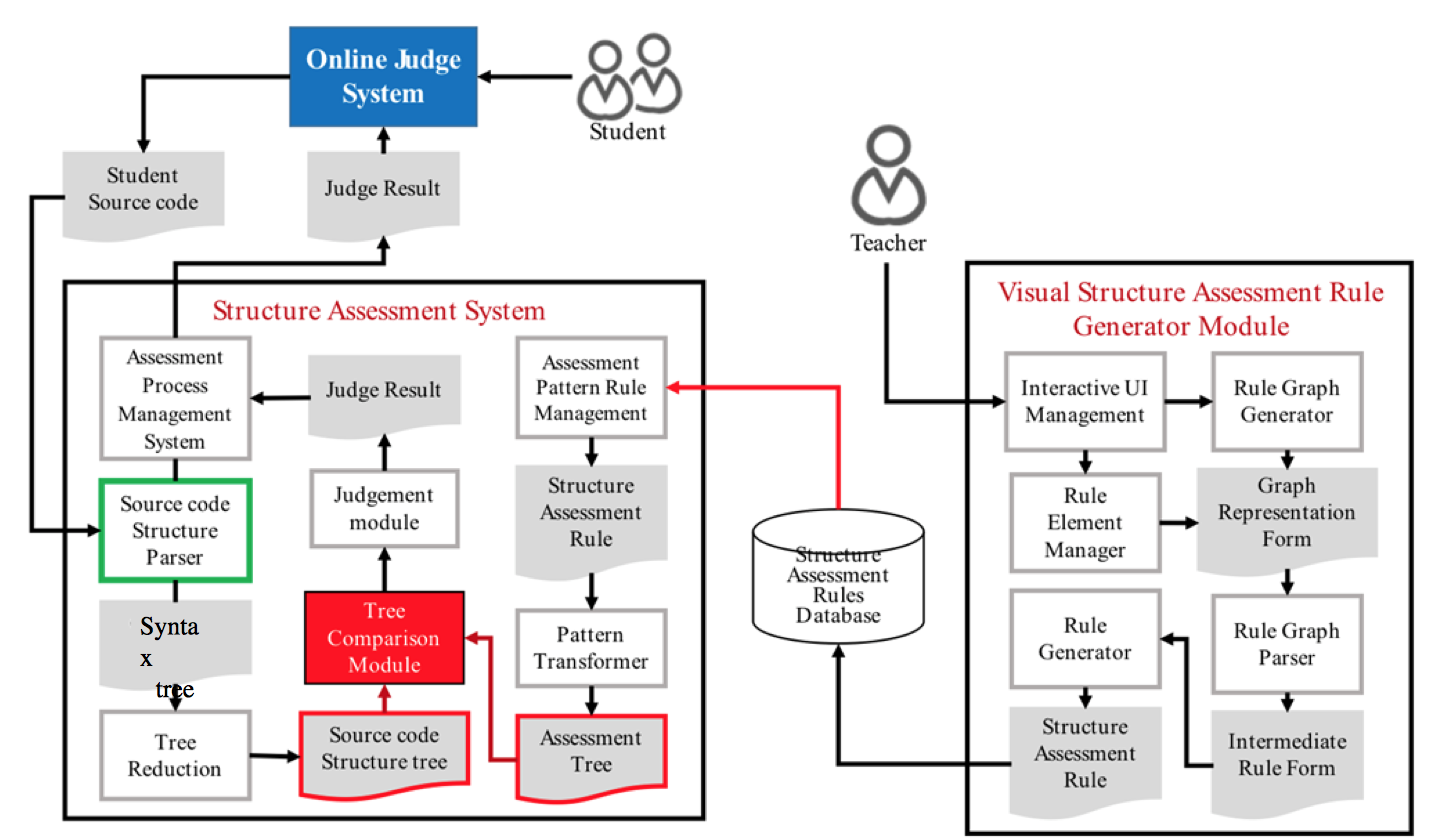 Online Judge
System
Student
Student
Source code
Judge Result
Teacher
Structure Assessment System
Assessment
Process
Management
System
Judge Result
Assessment
Pattern Rule
Management
Source code
Structure
Parser
Judgement
module
Structure
Assessment
Rule
Synta
x
tree
Tree
Comparison
Module
Pattern
Transformer
Tree
Reduction
Source code
Structure tree
Assessment
Tree
Structure
Assessment
Rules
Database
Visual Structure Assessment Rule
Generator Module
Interactive UI
Management
Rule Graph
Generator
Rule
Element
Manager
Graph
Representation
Form
Rule
Generator
Rule Graph
Parser
Structure
Assessment
Rule
Intermediate
Rule Form